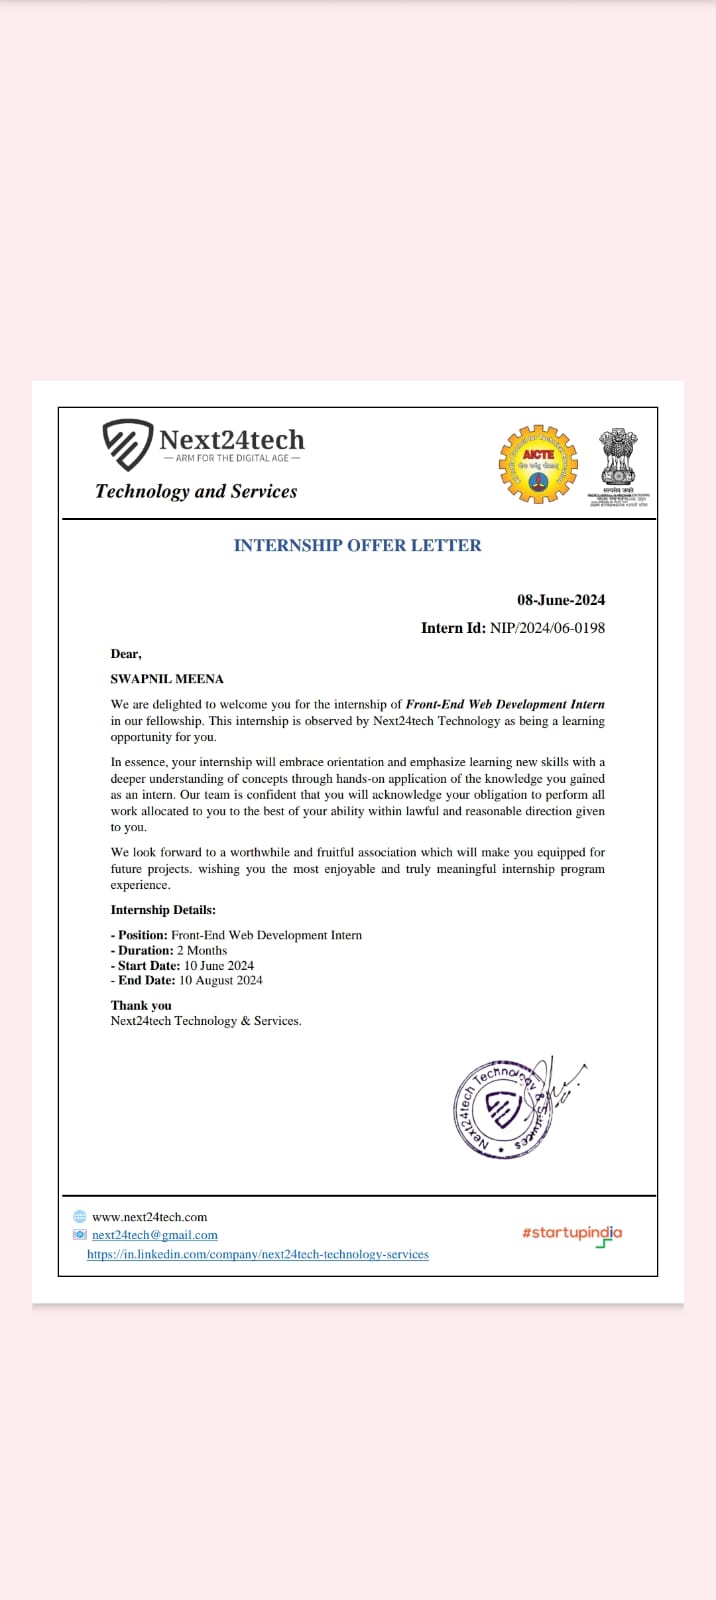 Next24tech
— ARM FOR THE DIGITAL AGE —
Technology and Services
AICTE
सत्यमेव जयते
INTERNSHIP OFFER LETTER
08-June-2024
Intern Id: NIP/2024/06-0198
Dear,
SWAPNIL MEENA
We are delighted to welcome you for the internship of Front-End Web Development Intern
in our fellowship. This internship is observed by Next24tech Technology as being a learning
opportunity for you.
In essence, your internship will embrace orientation and emphasize learning new skills with a
deeper understanding of concepts through hands-on application of the knowledge you gained
as an intern. Our team is confident that you will acknowledge your obligation to perform all
work allocated to you to the best of your ability within lawful and reasonable direction given
to you.
We look forward to a worthwhile and fruitful association which will make you equipped for
future projects. wishing you the most enjoyable and truly meaningful internship program
experience.
Internship Details:
- Position: Front-End Web Development Intern
- Duration: 2 Months
- Start Date: 10 June 2024
- End Date: 10 August 2024
Thank you
Next24tech Technology & Services.
Next24tech Technology & Services
www.next24tech.com
next24tech@gmail.com
https://in.linkedin.com/company/next24tech-technology-services
#startupindia